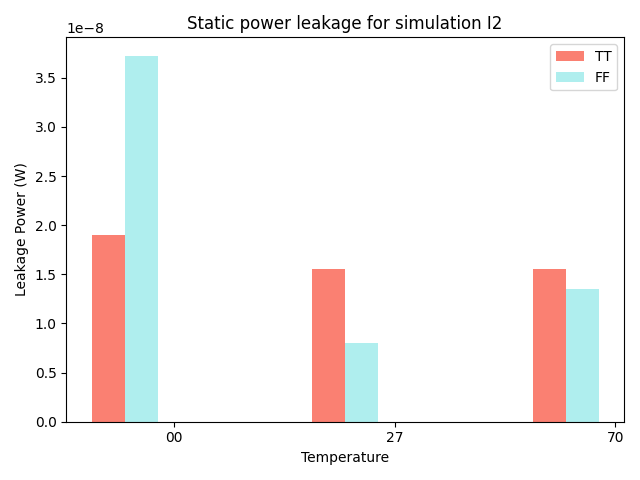 Static power leakage for simulation I2
1e−8
TT
FF
3.5
3.0
2.5
2.0
1.5
1.0
0.5
0.0
Leakage Power (W)
00
27
70
Temperature